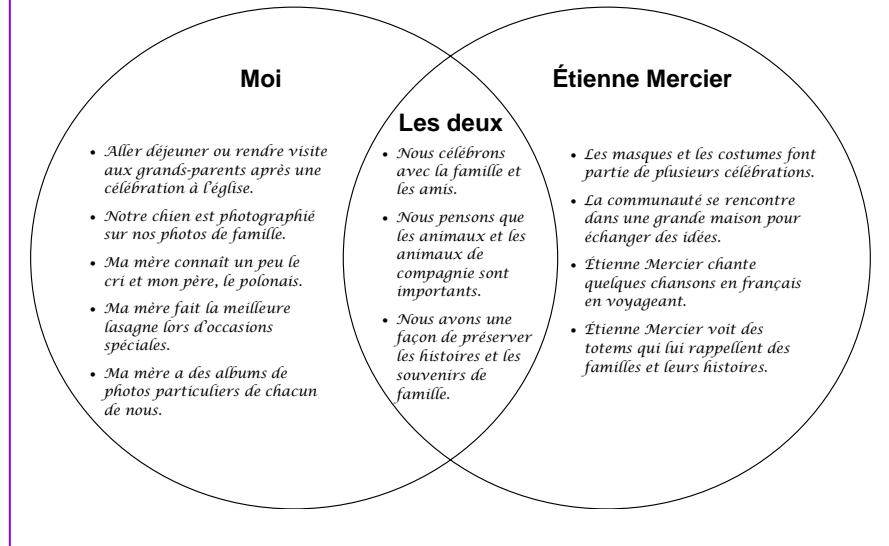 Moi
• Aller déjeuner ou rendre visite
aux grands-parents après une
célébration à l'église.
• Notre chien est photographié
sur nos photos de famille.
• Ma mère connaît un peu le
cri et mon père, le polonais.
• Ma mère fait la meilleure
lasagne lors d'occasions
spéciales.
• Ma mère a des albums de
photos particuliers de chacun
de nous.
Les deux
• Nous célébrons
avec la famille et
les amis.
• Nous pensons que
les animaux et les
animaux de
compagnie sont
importants.
• Nous avons une
façon de préserver
les histoires et les
souvenirs de
famille.
Étienne Mercier
• Les masques et les costumes font
partie de plusieurs célébrations.
• La communauté se rencontre
dans une grande maison pour
échanger des idées.
• Étienne Mercier chante
quelques chansons en français
en voyageant.
• Étienne Mercier voit des
totems qui lui rappellent des
familles et leurs histoires.